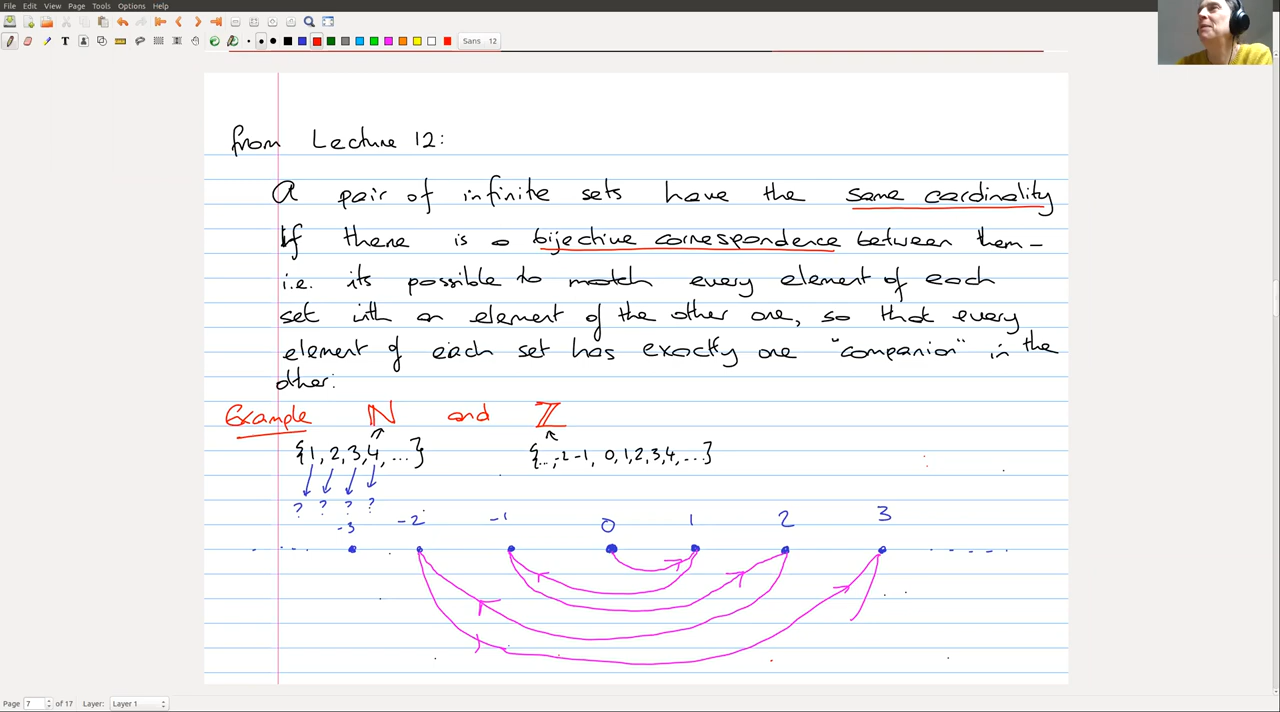 File Edit View Page Tools Options Help
Sans 12
from Lecture 12:
A pair of infinite sets have the same cardinality
if there is a bijective correspondence between them -
i.e. its possible to match every element of each
set with an element of the other one, so that every
element of each set has exactly one "companion" in the
other.
Example ℕ and ℤ
{1, 2, 3, 4, ...} {..., -2 -1, 0, 1, 2, 3, 4, ...}
? ? ? ?
-3 -2 -1 0 1 2 3
Page 7 of 17 Layer: Layer 1